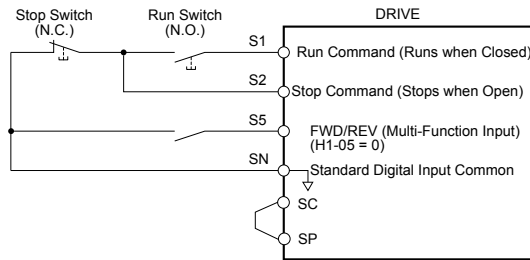 Stop Switch
(N.C.)
Run Switch
(N.O.)
DRIVE
S1
Run Command (Runs when Closed)
S2
Stop Command (Stops when Open)
S5
FWD/REV (Multi-Function Input)
(H1-05 = 0)
SN
Standard Digital Input Common
SC
SP